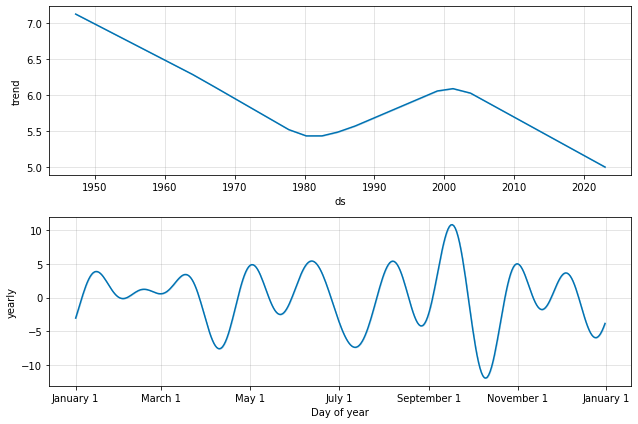 7.0
6.5
6.0
5.5
5.0
trend
1950 1960 1970 1980 1990 2000 2010 2020
ds
10
5
0
−5
−10
yearly
January 1 March 1 May 1 July 1 September 1 November 1 January 1
Day of year